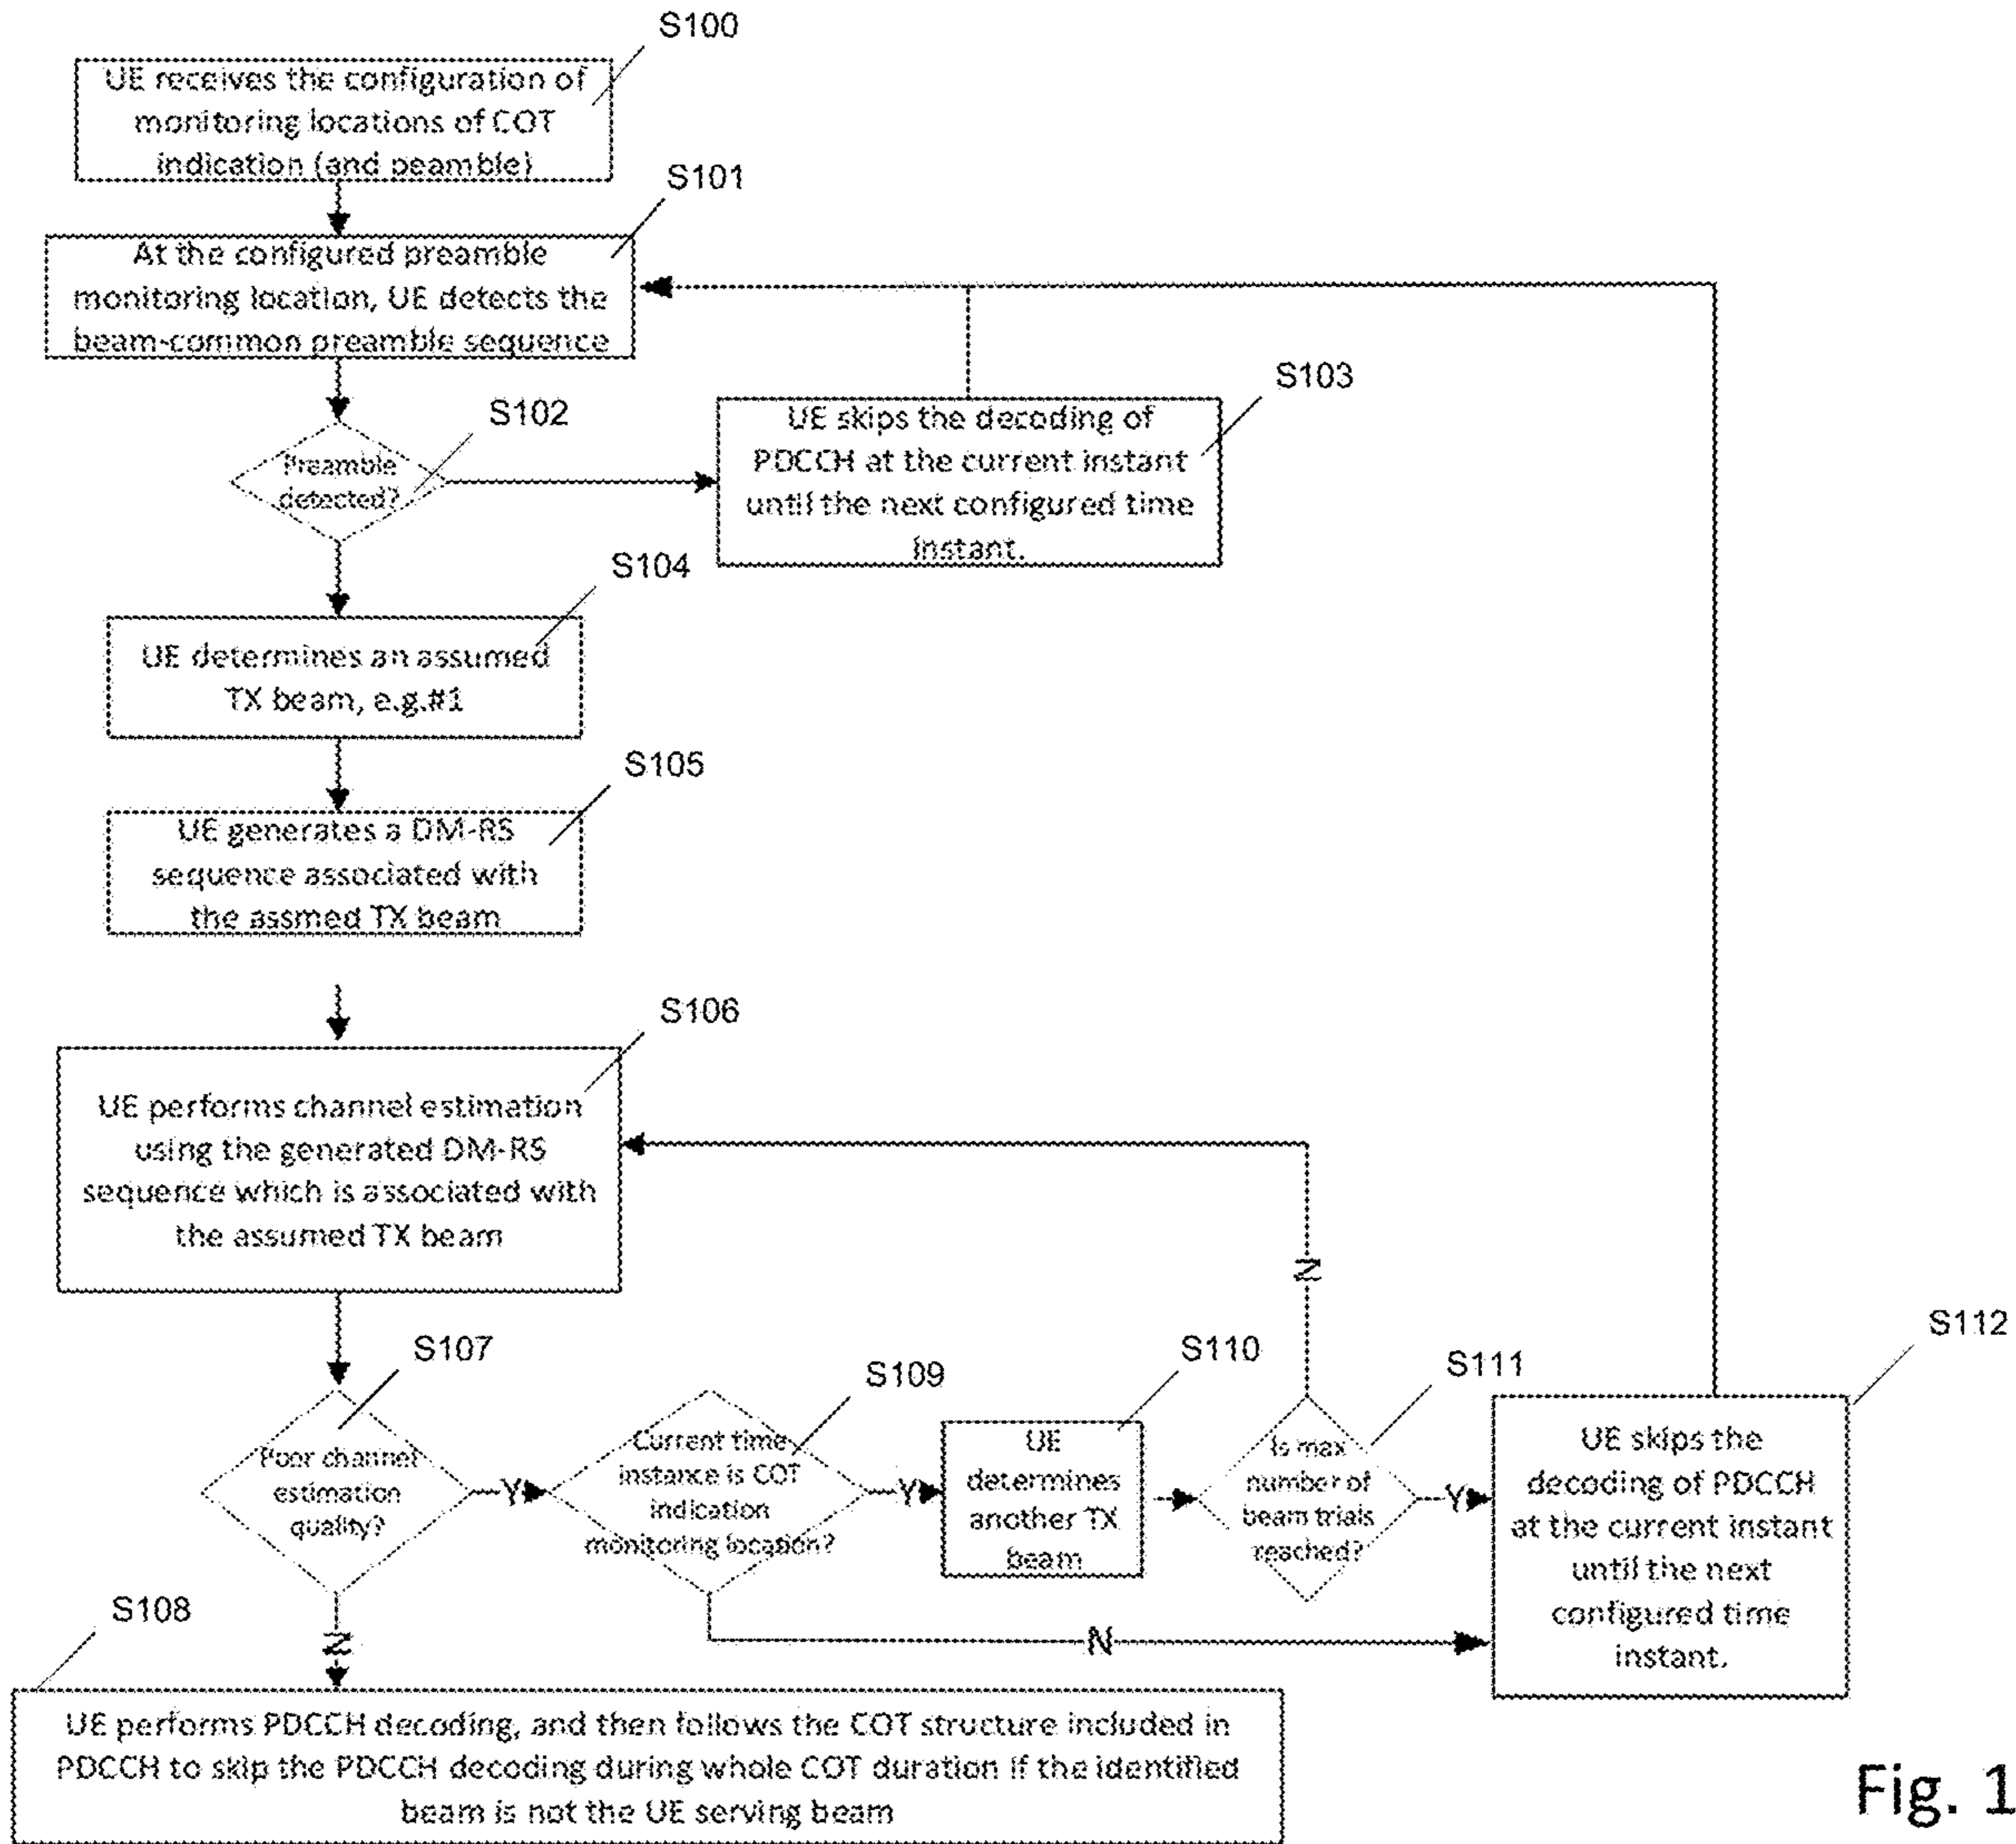 S100
UE receives the configuration of
monitoring locations of COT
indication (and peamble)
S101
At the configured preamble
monitoring location, UE detects the
beam-common preamble sequence
S102
Preamble
detected?
S103
UE skips the decoding of
PDCCH at the current instant
until the next configured time
instant.
S104
UE determines an assumed
TX beam, e.g.#1
S105
UE generates a DM-RS
sequence associated with
the assmed TX beam
S106
UE performs channel estimation
using the generated DM-RS
sequence which is associated with
the assumed TX beam
S107
Poor channel
estimation
quality?
Y
N
S109
Current time
instance is COT
indication
monitoring location?
Y
N
S110
UE
determines
another TX
beam
S111
Is max
number of
beam trials
reached?
N
Y
S112
UE skips the
decoding of PDCCH
at the current instant
until the next
configured time
instant.
S108
UE performs PDCCH decoding, and then follows the COT structure included in
PDCCH to skip the PDCCH decoding during whole COT duration if the identified
beam is not the UE serving beam
Fig. 1